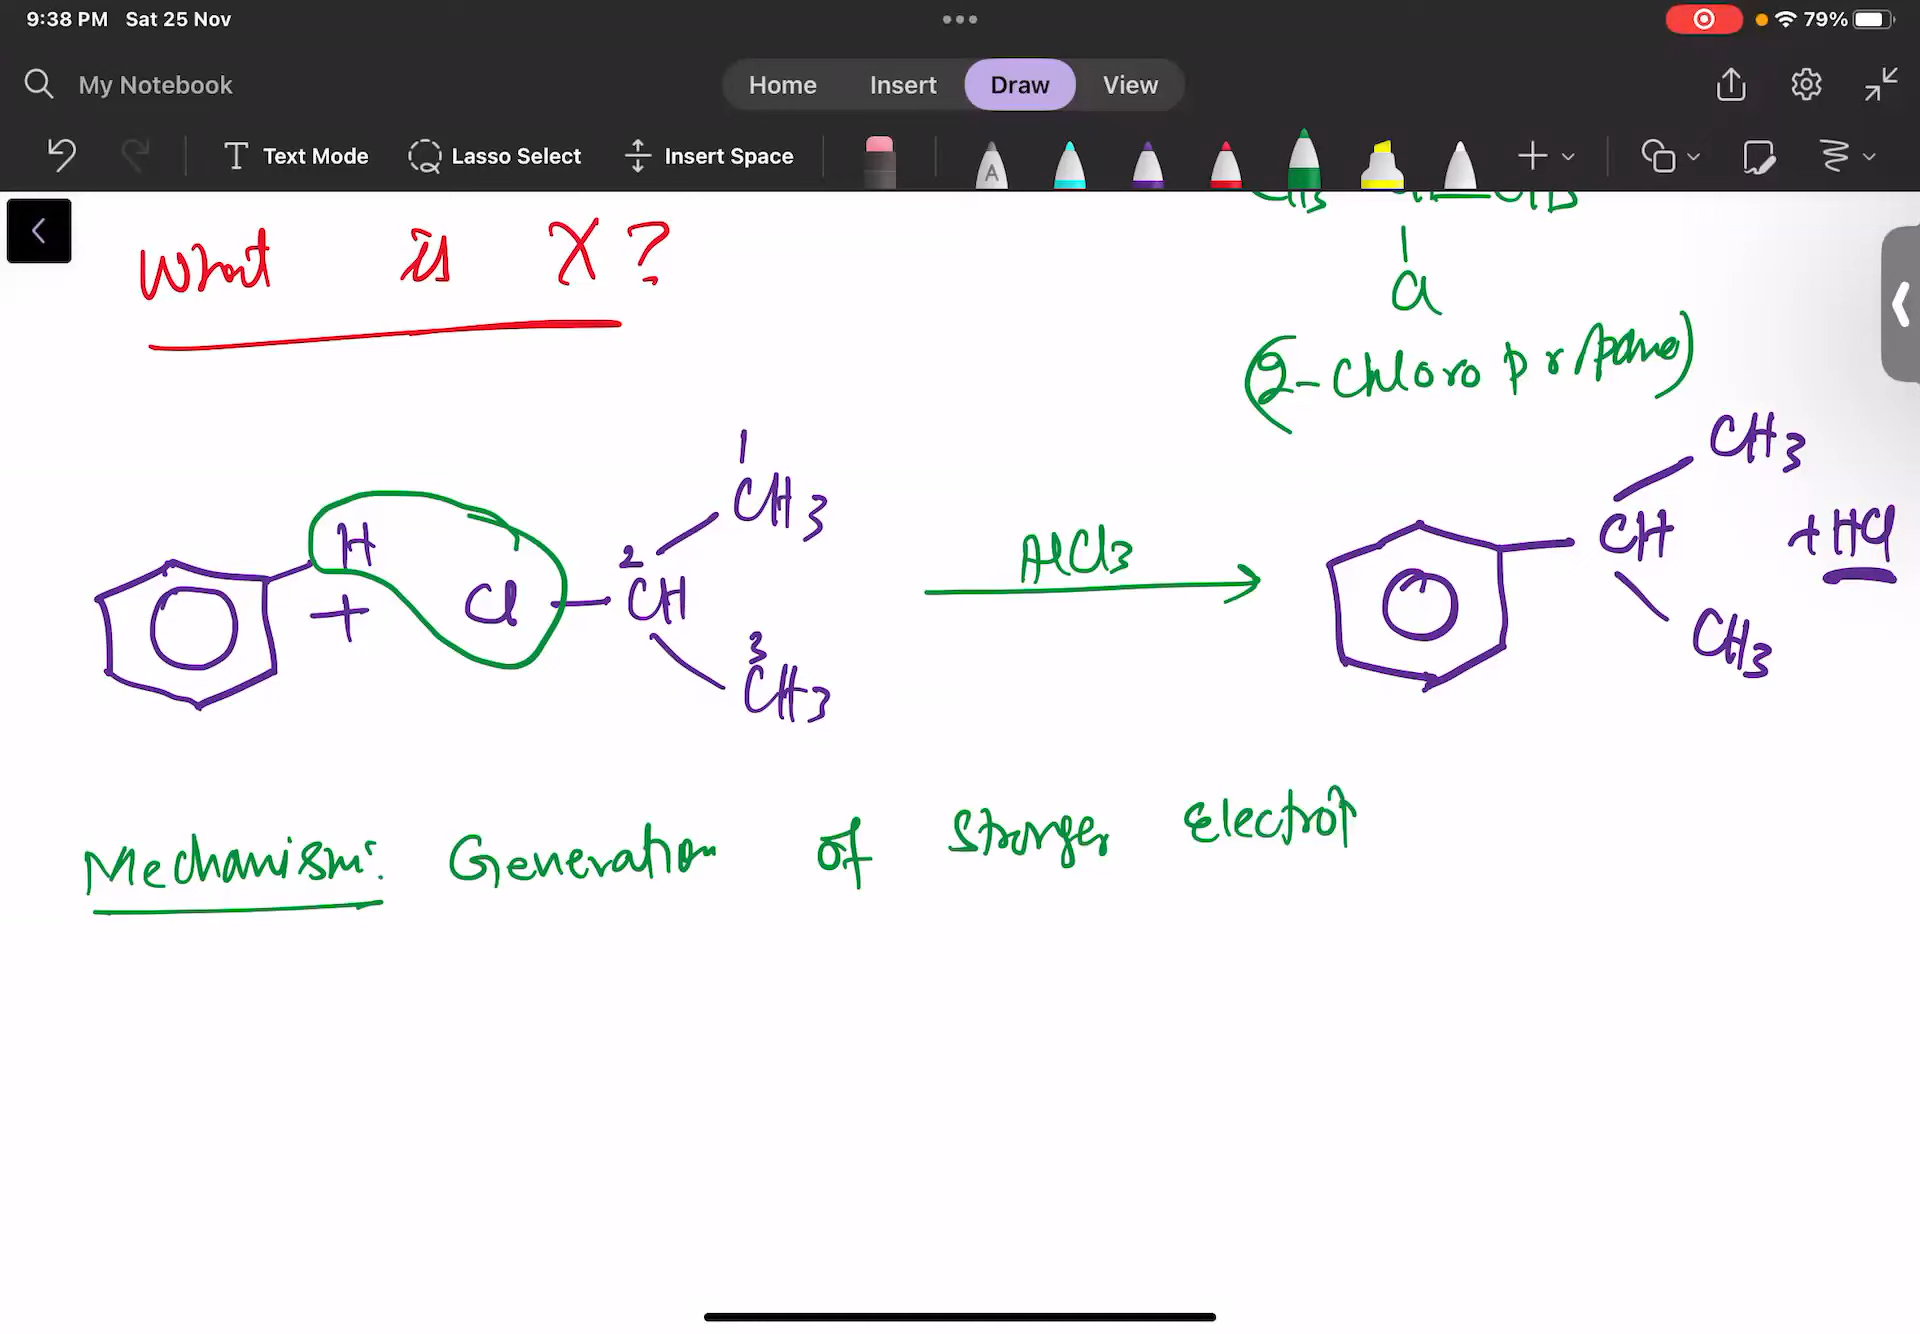 9:38 PM Sat 25 Nov
79%
My Notebook
Home Insert Draw View
Text Mode Lasso Select Insert Space
A
What is X?
Cl
(2-Chloro propane)
H
+
Cl
1
CH3
2
CH
3
CH3
AlCl3
CH3
CH
CH3
+ HCl
Mechanism: Generation of Stronger Electrop